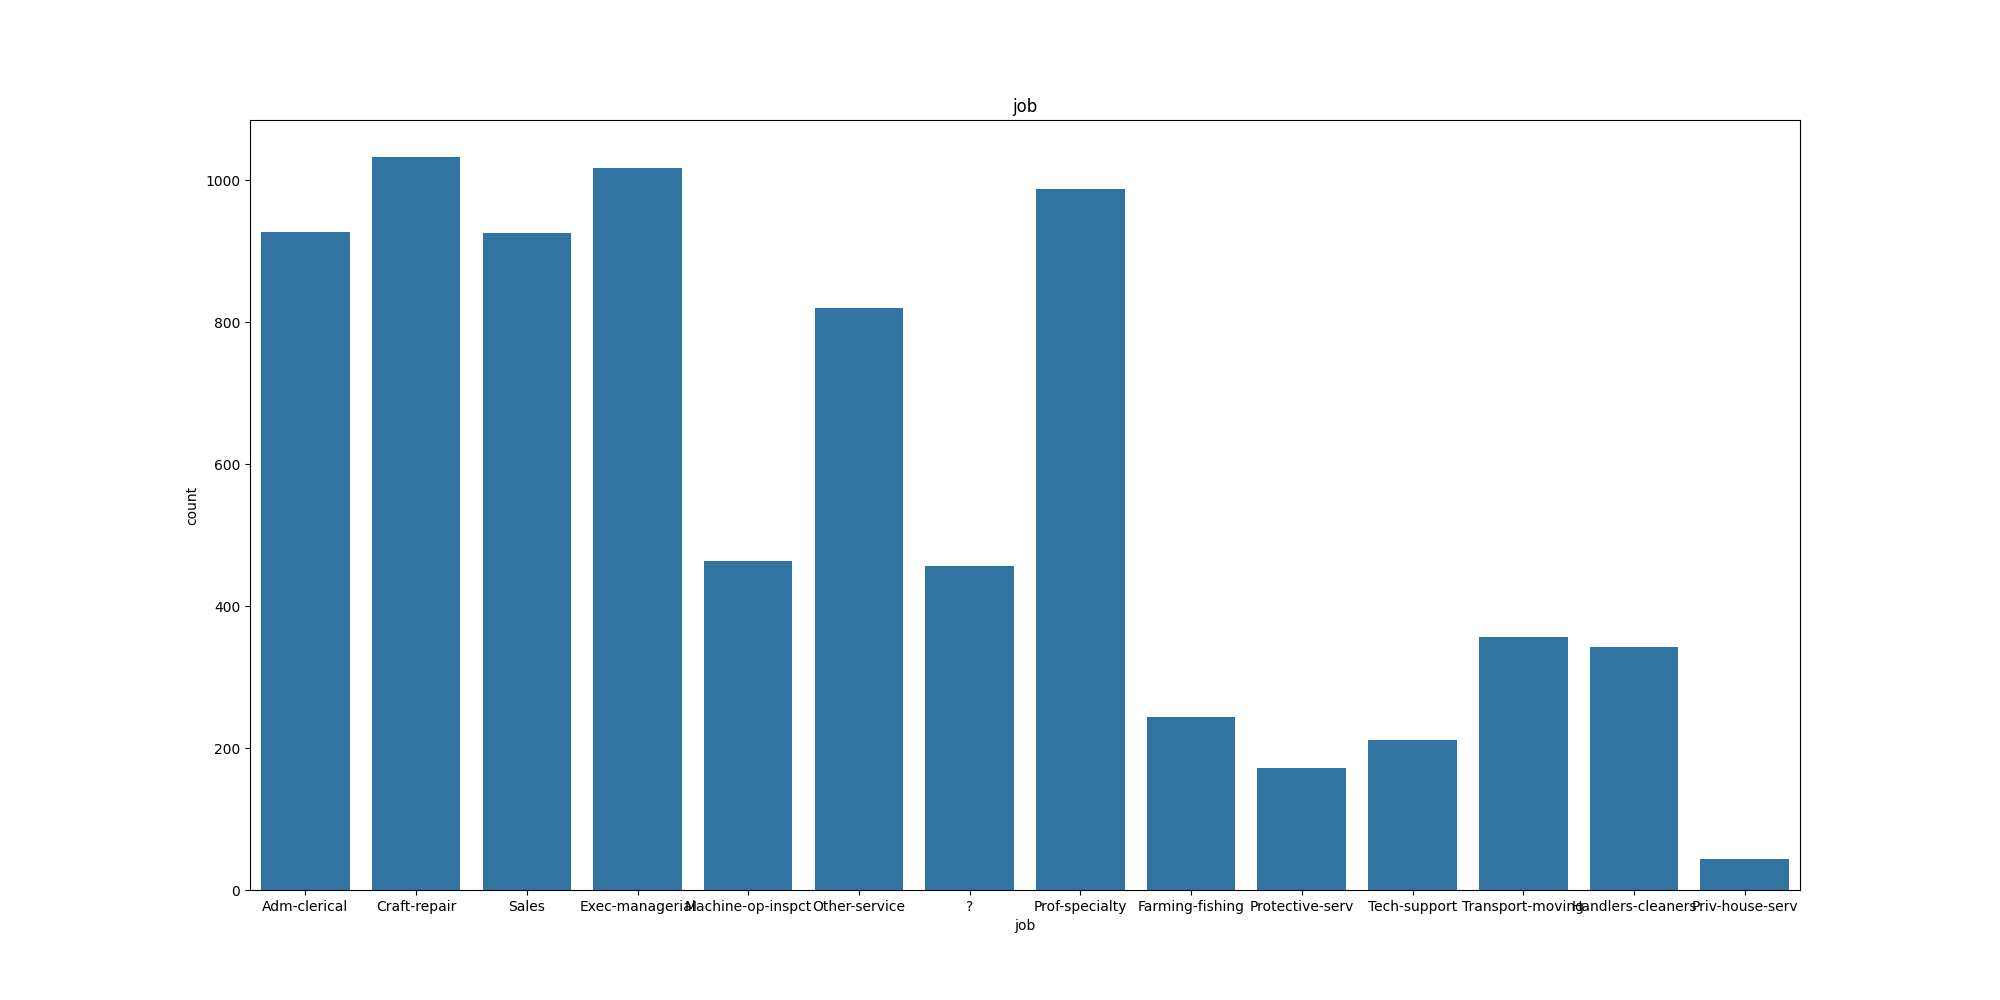 job
1000
800
600
400
200
0
count
Adm-clerical Craft-repair Sales Exec-managerial Machine-op-inspct Other-service ? Prof-specialty Farming-fishing Protective-serv Tech-support Transport-moving Handlers-cleaners Priv-house-serv
job